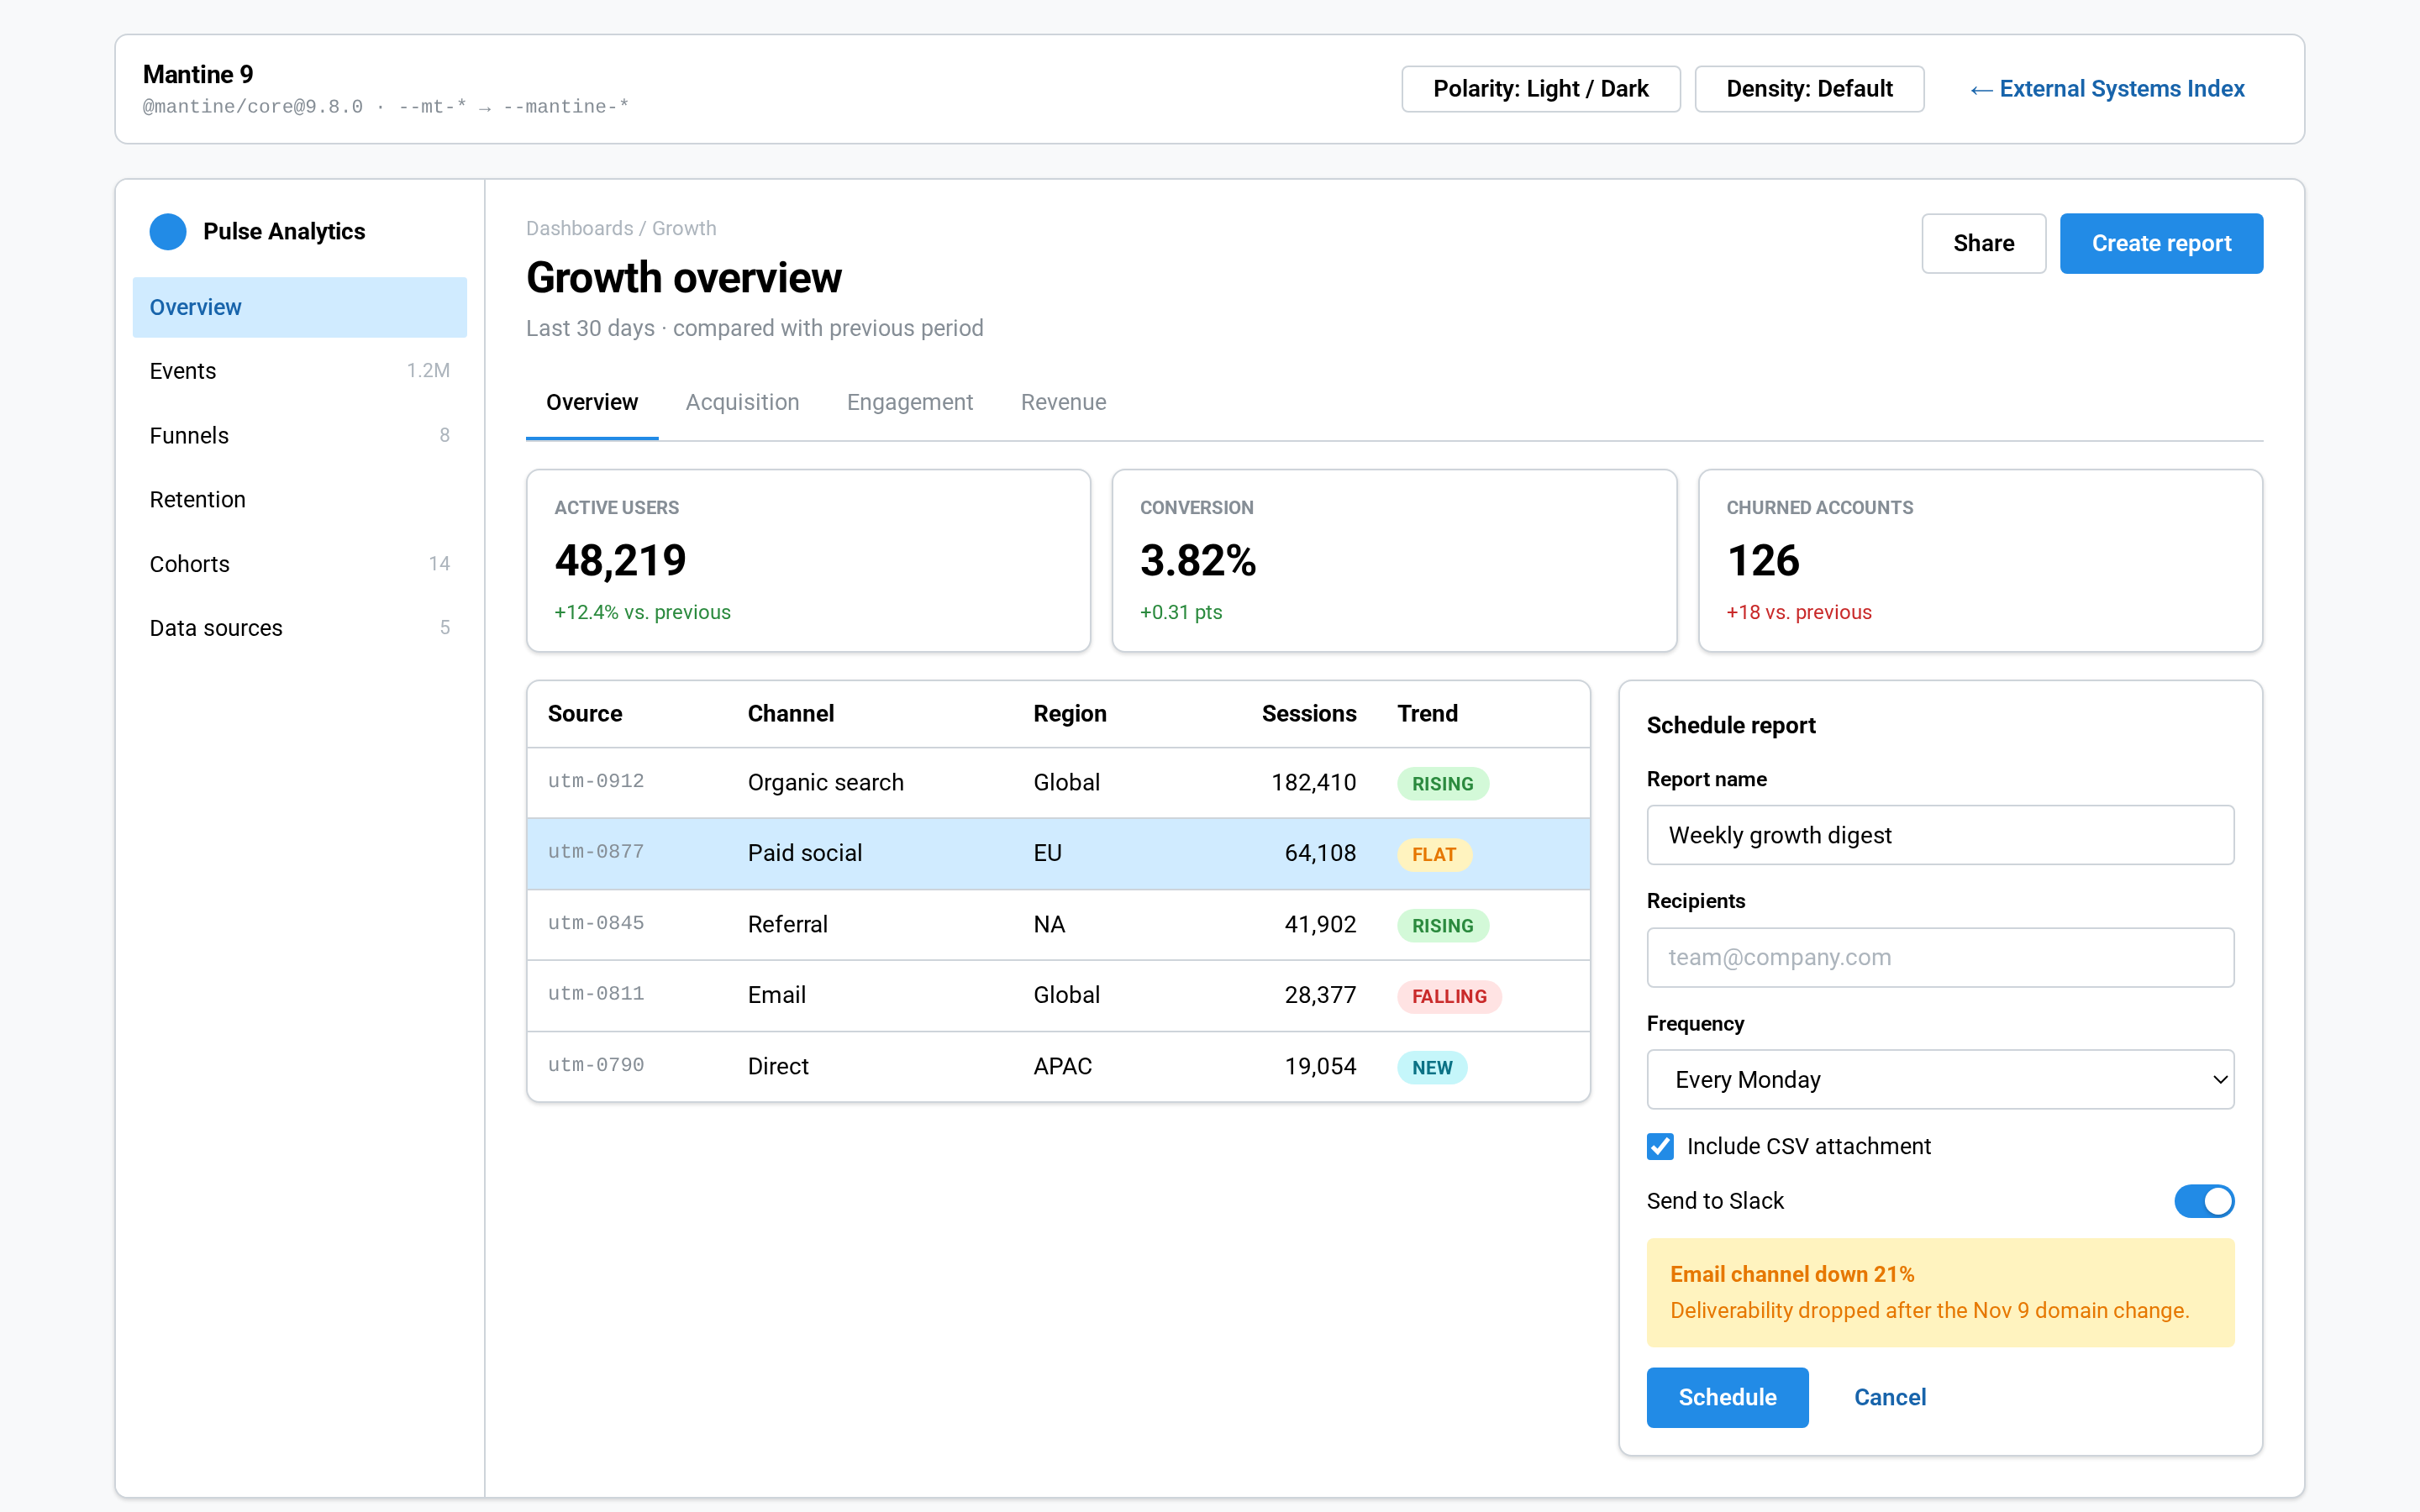 Mantine 9
@mantine/core@9.8.0 · --mt-* → --mantine-*
Polarity: Light / Dark
Density: Default
← External Systems Index
Pulse Analytics
Overview
Events 1.2M
Funnels 8
Retention
Cohorts 14
Data sources 5
Dashboards / Growth
Growth overview
Last 30 days · compared with previous period
Share
Create report
Overview Acquisition Engagement Revenue
ACTIVE USERS
48,219
+12.4% vs. previous
CONVERSION
3.82%
+0.31 pts
CHURNED ACCOUNTS
126
+18 vs. previous
Source Channel Region Sessions Trend
utm-0912 Organic search Global 182,410 RISING
utm-0877 Paid social EU 64,108 FLAT
utm-0845 Referral NA 41,902 RISING
utm-0811 Email Global 28,377 FALLING
utm-0790 Direct APAC 19,054 NEW
Schedule report
Report name
Weekly growth digest
Recipients
team@company.com
Frequency
Every Monday
Include CSV attachment
Send to Slack
Email channel down 21%
Deliverability dropped after the Nov 9 domain change.
Schedule
Cancel